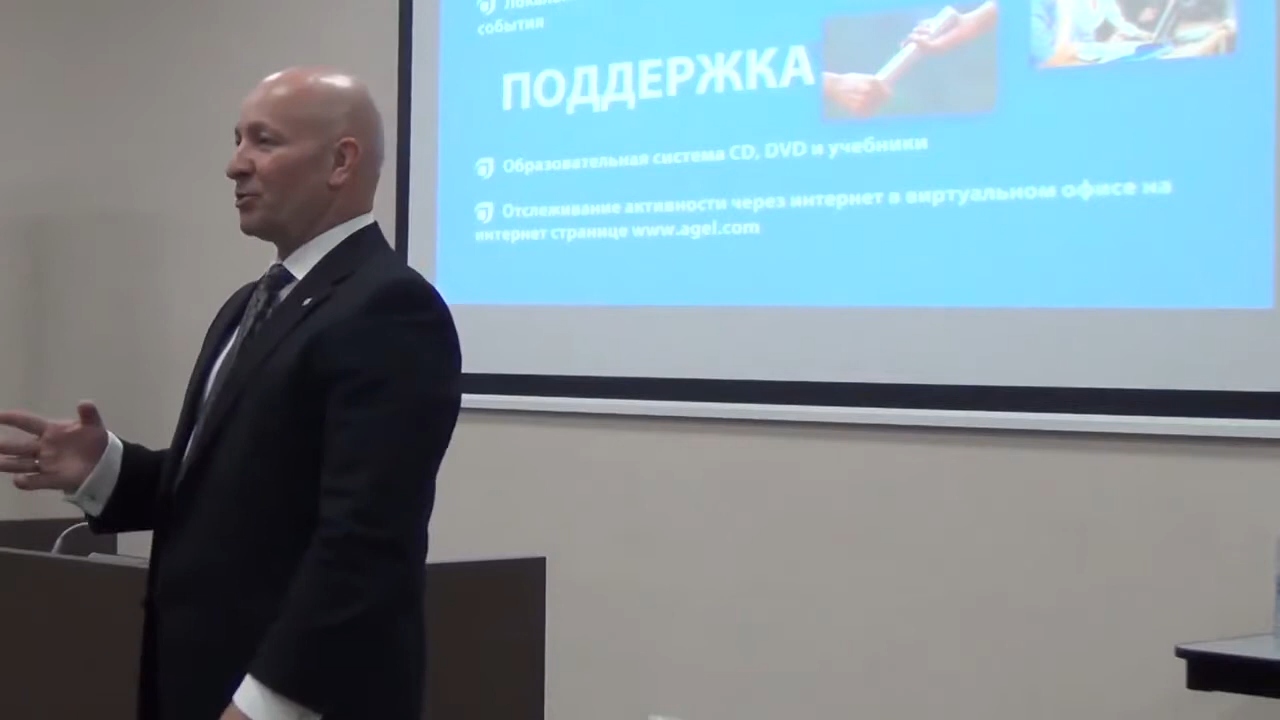 события
ПОДДЕРЖКА
Образовательная система CD, DVD и учебники
Отслеживание активности через интернет в виртуальном офисе на
интернет странице www.agel.com